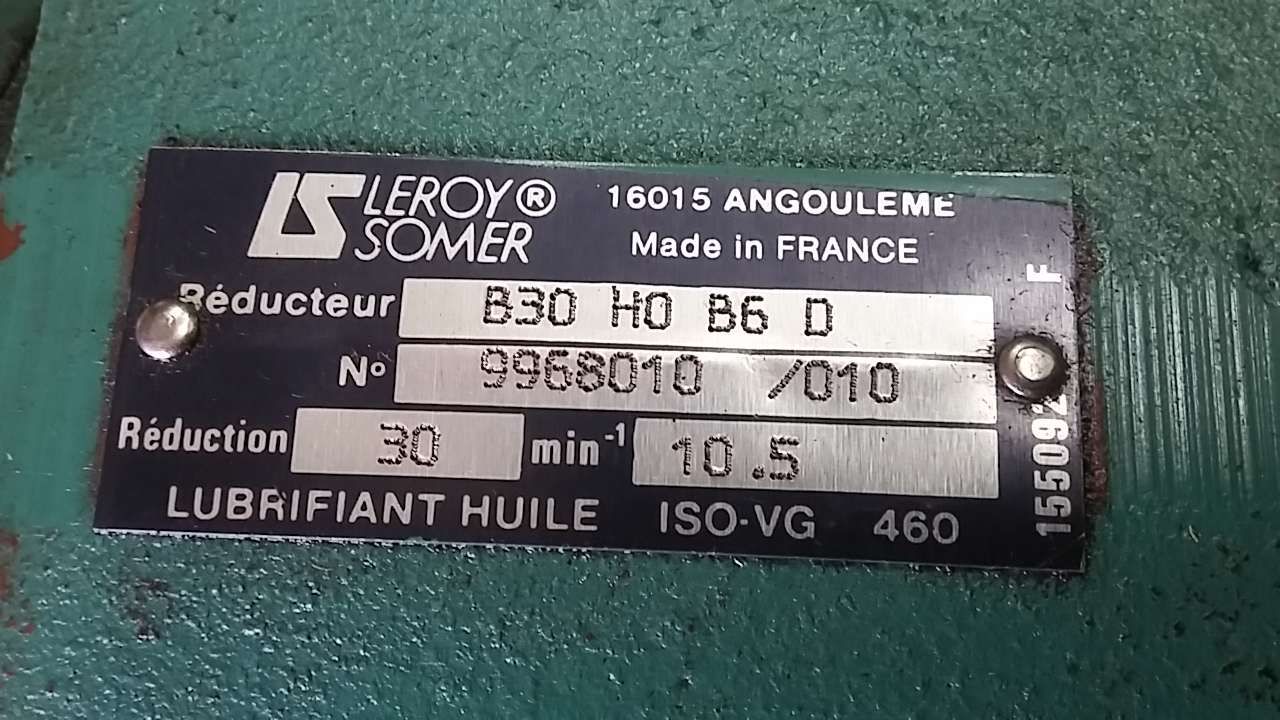 LS LEROY® SOMER
16015 ANGOULEME
Made in FRANCE
Réducteur B30 H0 B6 D
N° 9968010 /010
Réduction 30 min-1 10.5
LUBRIFIANT HUILE ISO-VG 460
155092 F